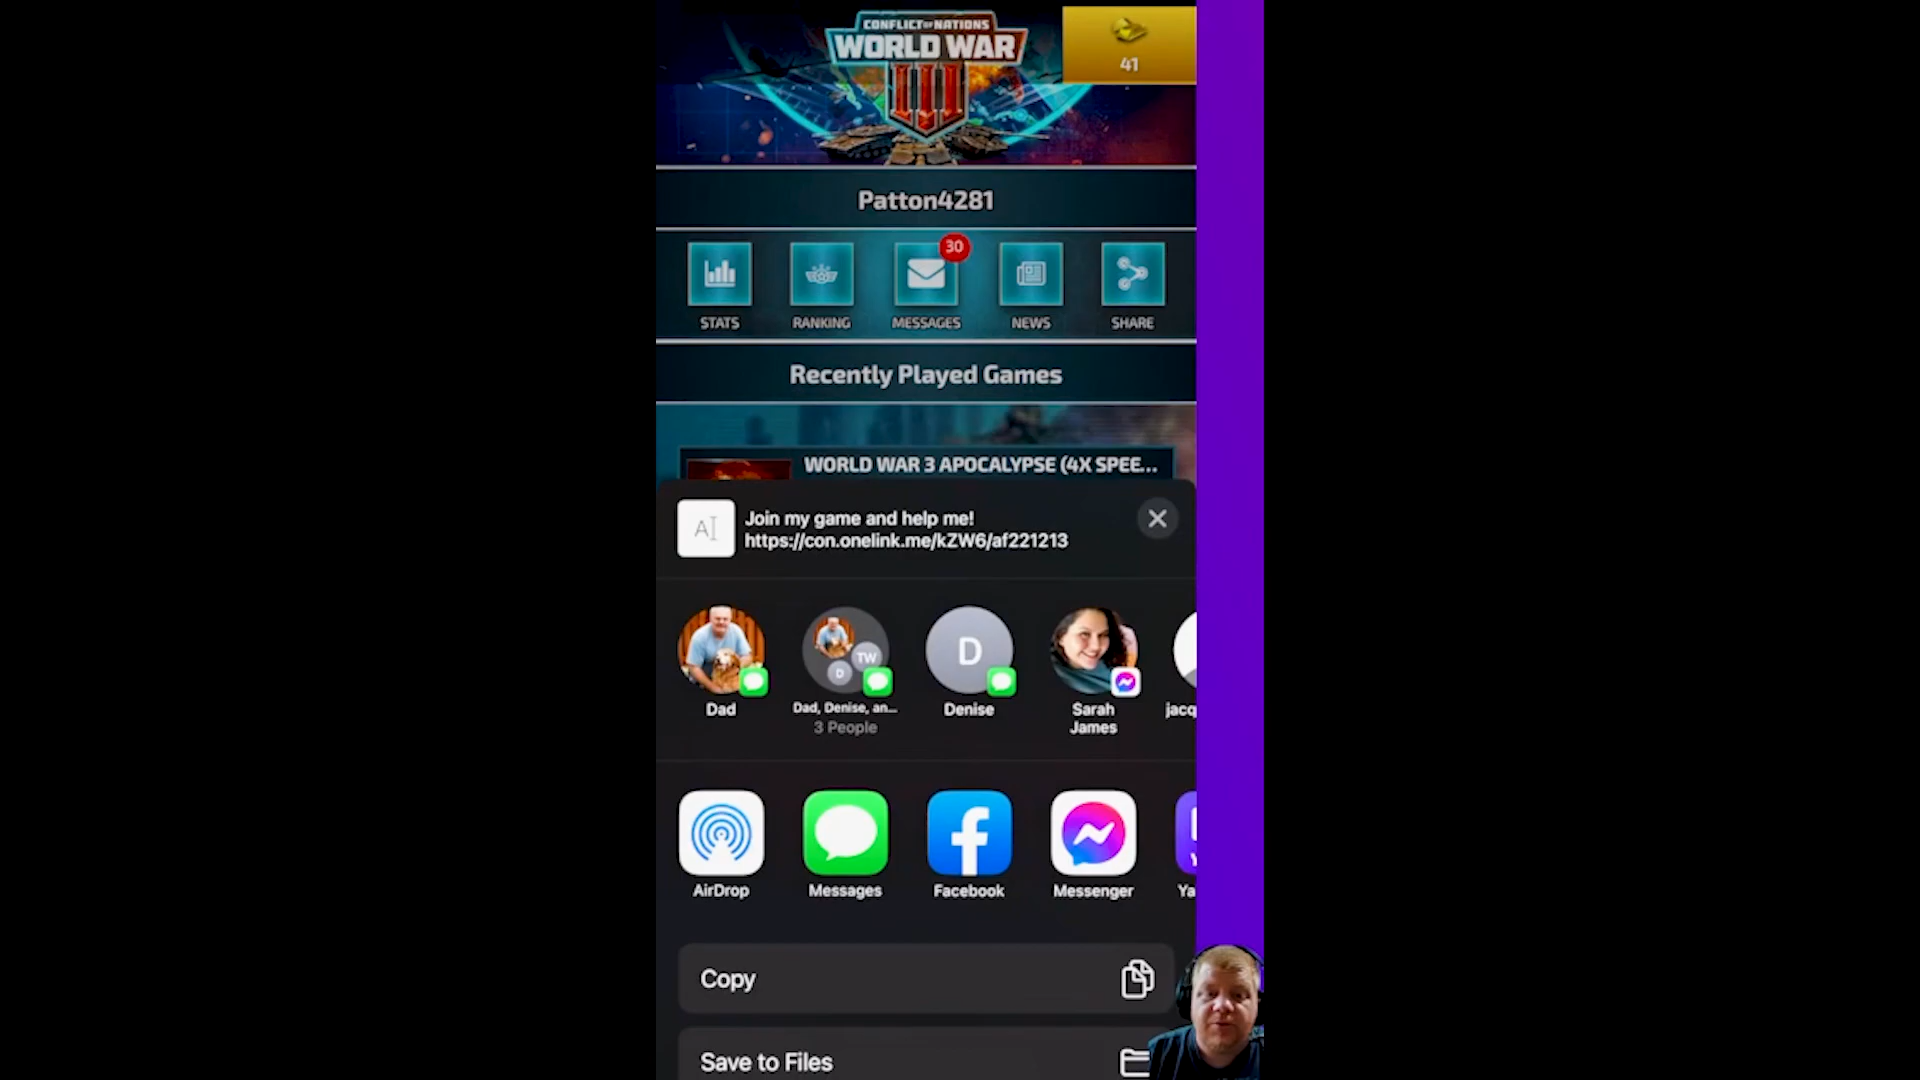 CONFLICT OF NATIONS
WORLD WAR
III
41
Patton4281
30
STATS
RANKING
MESSAGES
NEWS
SHARE
Recently Played Games
WORLD WAR 3 APOCALYPSE (4X SPEE...
A
Join my game and help me!
https://con.onelink.me/kZW6/af221213
TW
D
D
Dad
Dad, Denise, an...
3 People
Denise
Sarah
James
jacq
AirDrop
Messages
Facebook
Messenger
Ya
Copy
Save to Files